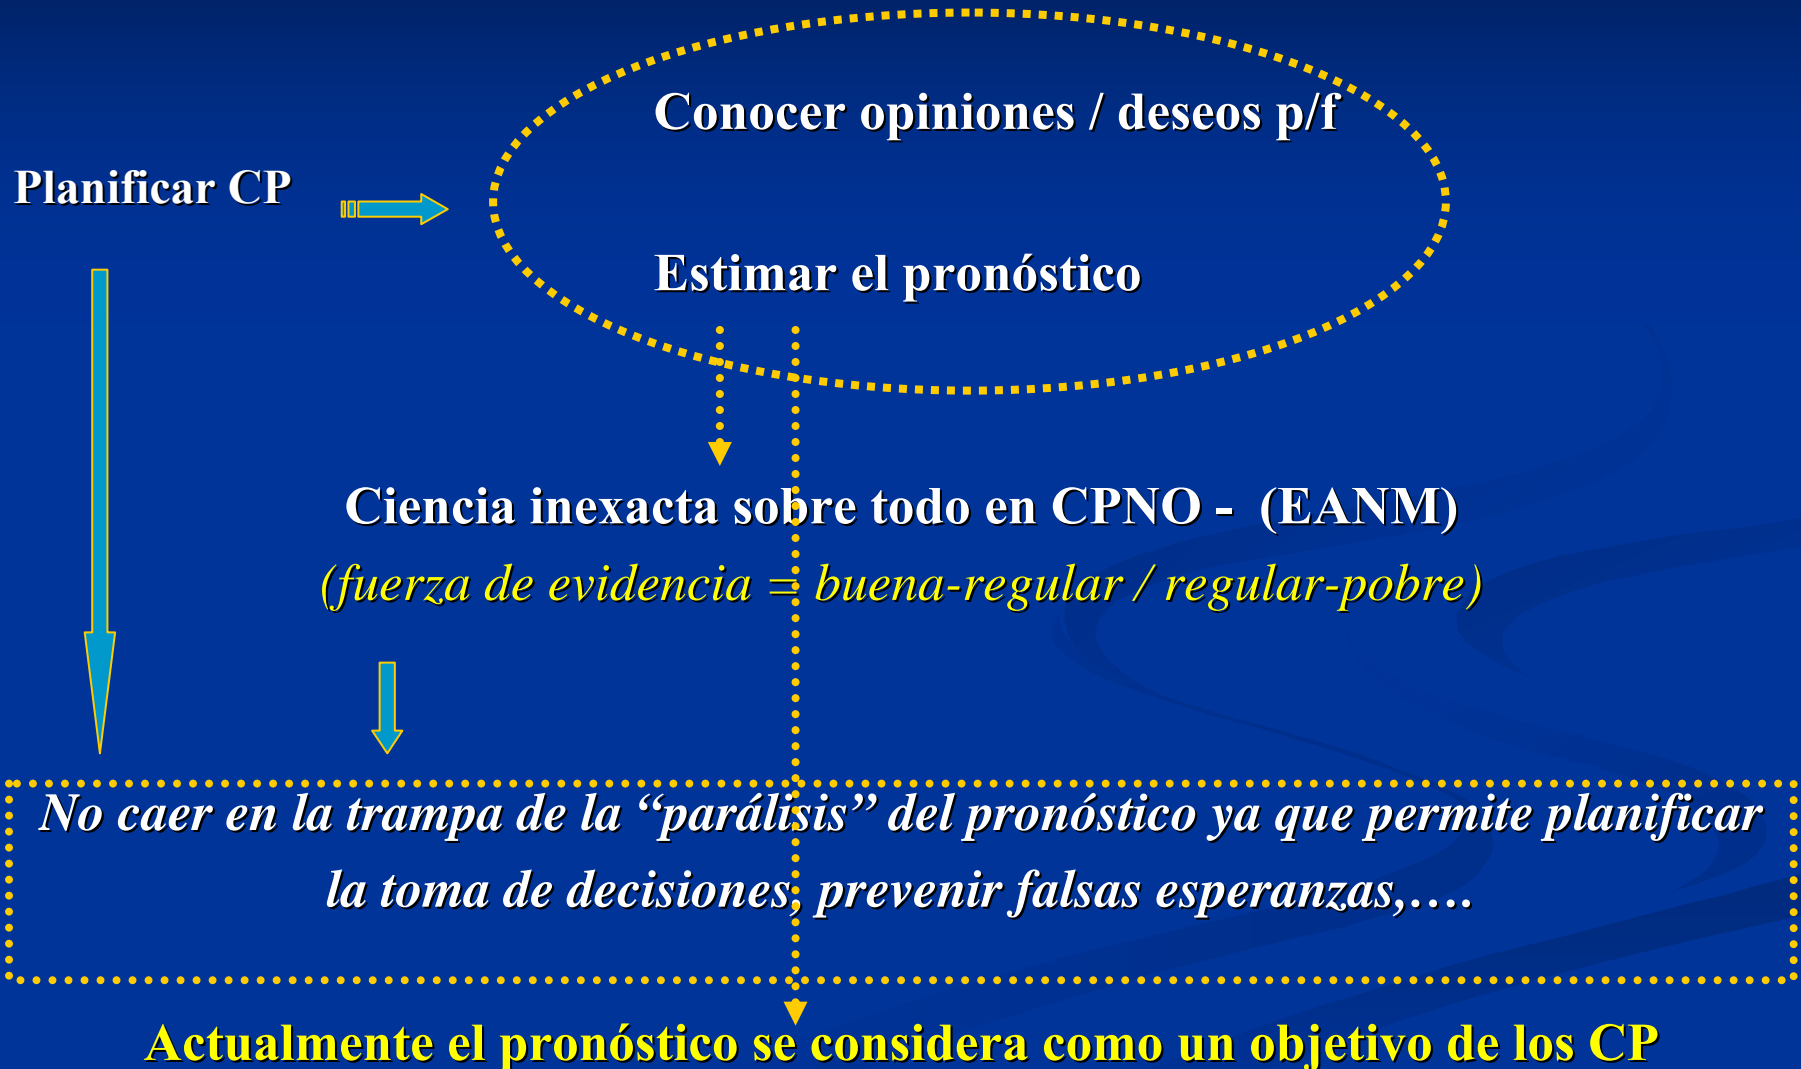 Conocer opiniones / deseos p/f
Planificar CP
Estimar el pronóstico
Ciencia inexacta sobre todo en CPNO - (EANM)
(fuerza de evidencia = buena-regular / regular-pobre)
No caer en la trampa de la “parálisis” del pronóstico ya que permite planificar
la toma de decisiones, prevenir falsas esperanzas,….
Actualmente el pronóstico se considera como un objetivo de los CP